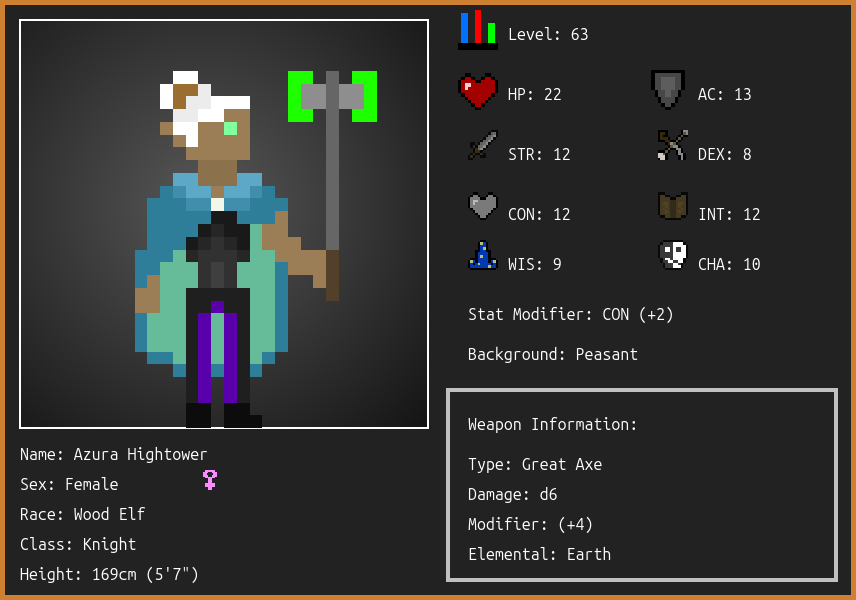 Level: 63
HP: 22
AC: 13
STR: 12
DEX: 8
CON: 12
INT: 12
WIS: 9
CHA: 10
Stat Modifier: CON (+2)
Background: Peasant
Weapon Information:
Type: Great Axe
Damage: d6
Modifier: (+4)
Elemental: Earth
Name: Azura Hightower
Sex: Female
Race: Wood Elf
Class: Knight
Height: 169cm (5'7")